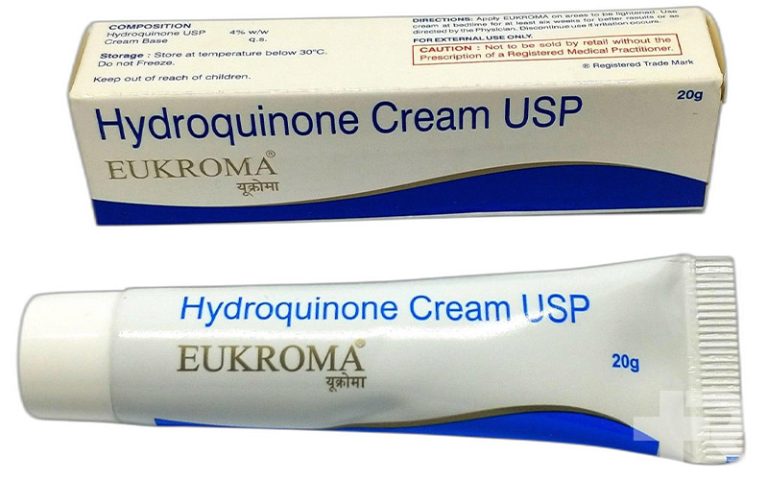 COMPOSITION
Hydroquinone USP 4% w/w
Cream Base q.s.
Storage : Store at temperature below 30°C.
Do not Freeze.
Keep out of reach of children.
DIRECTIONS: Apply EUKROMA on areas to be lightened. Use
cream at bedtime for at least six weeks for better results or as
directed by the Physician. Discontinue use if irritation occurs.
FOR EXTERNAL USE ONLY.
CAUTION : Not to be sold by retail without the
Prescription of a Registered Medical Practitioner.
® Registered Trade Mark
20g
Hydroquinone Cream USP
EUKROMA®
यूक्रोमा
Hydroquinone Cream USP
EUKROMA®
यूक्रोमा
20g